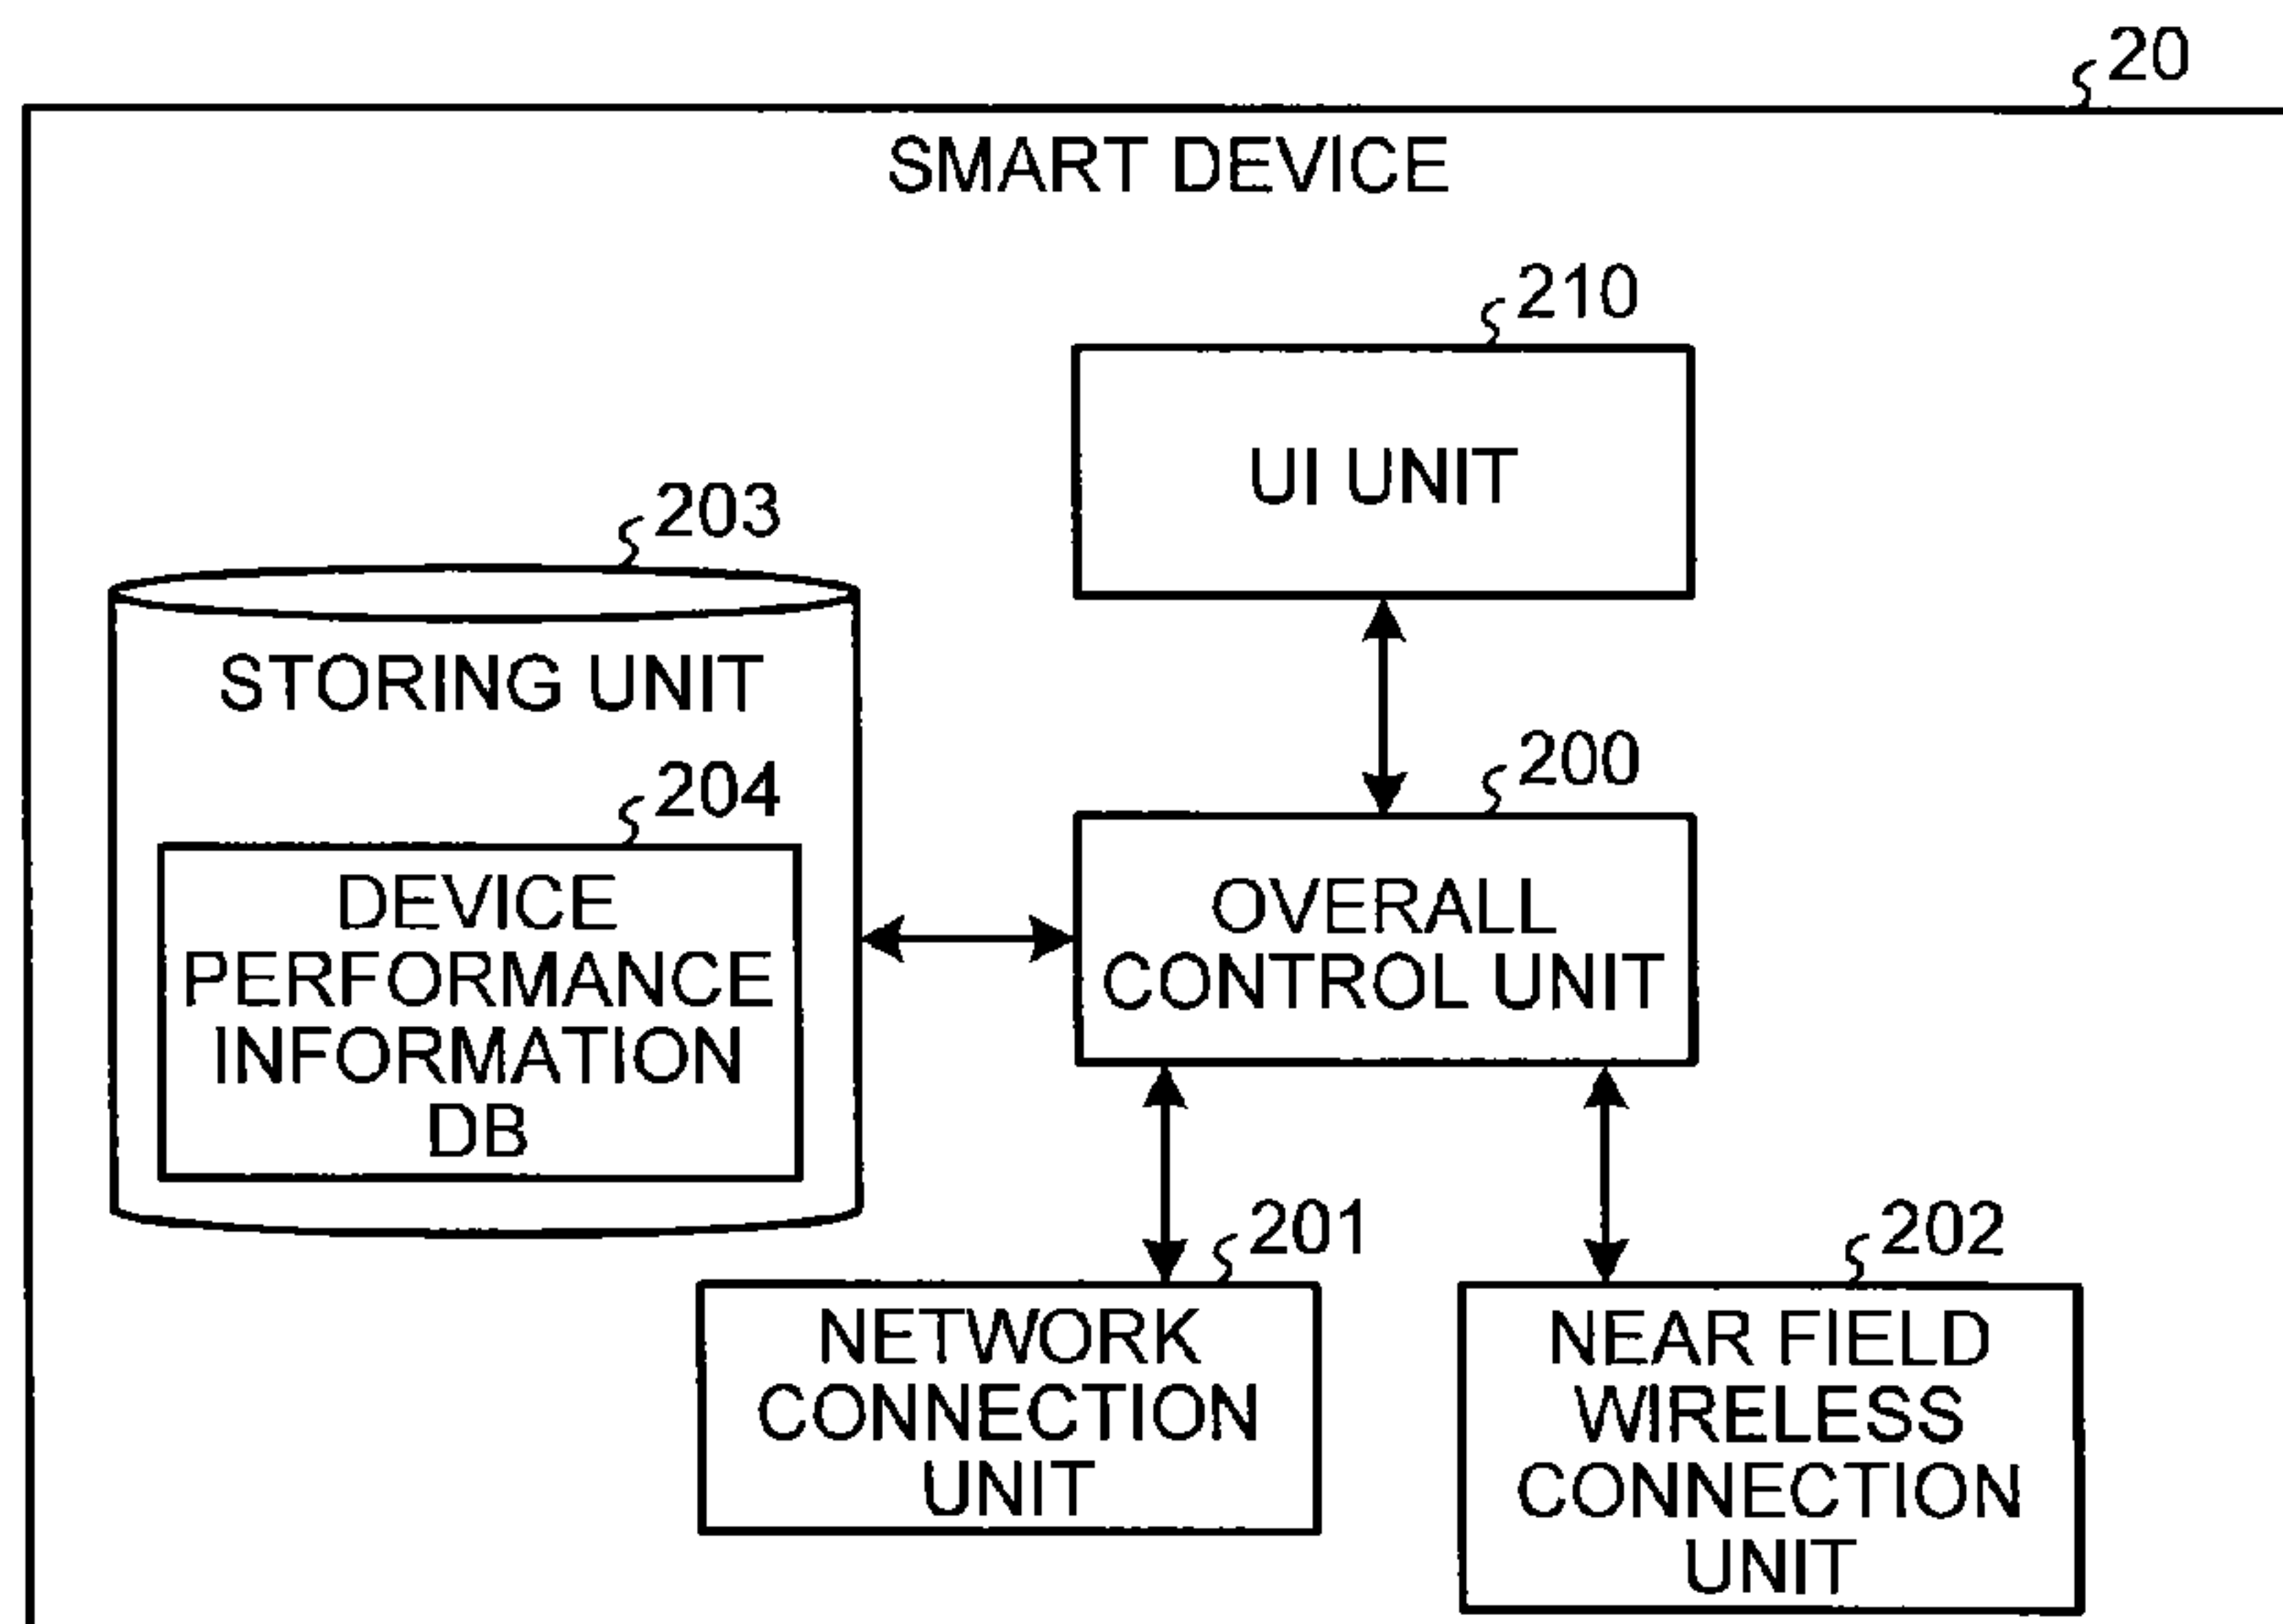 20
SMART DEVICE
210
UI UNIT
203
STORING UNIT
204
DEVICE
PERFORMANCE
INFORMATION
DB
200
OVERALL
CONTROL UNIT
201
NETWORK
CONNECTION
UNIT
202
NEAR FIELD
WIRELESS
CONNECTION
UNIT